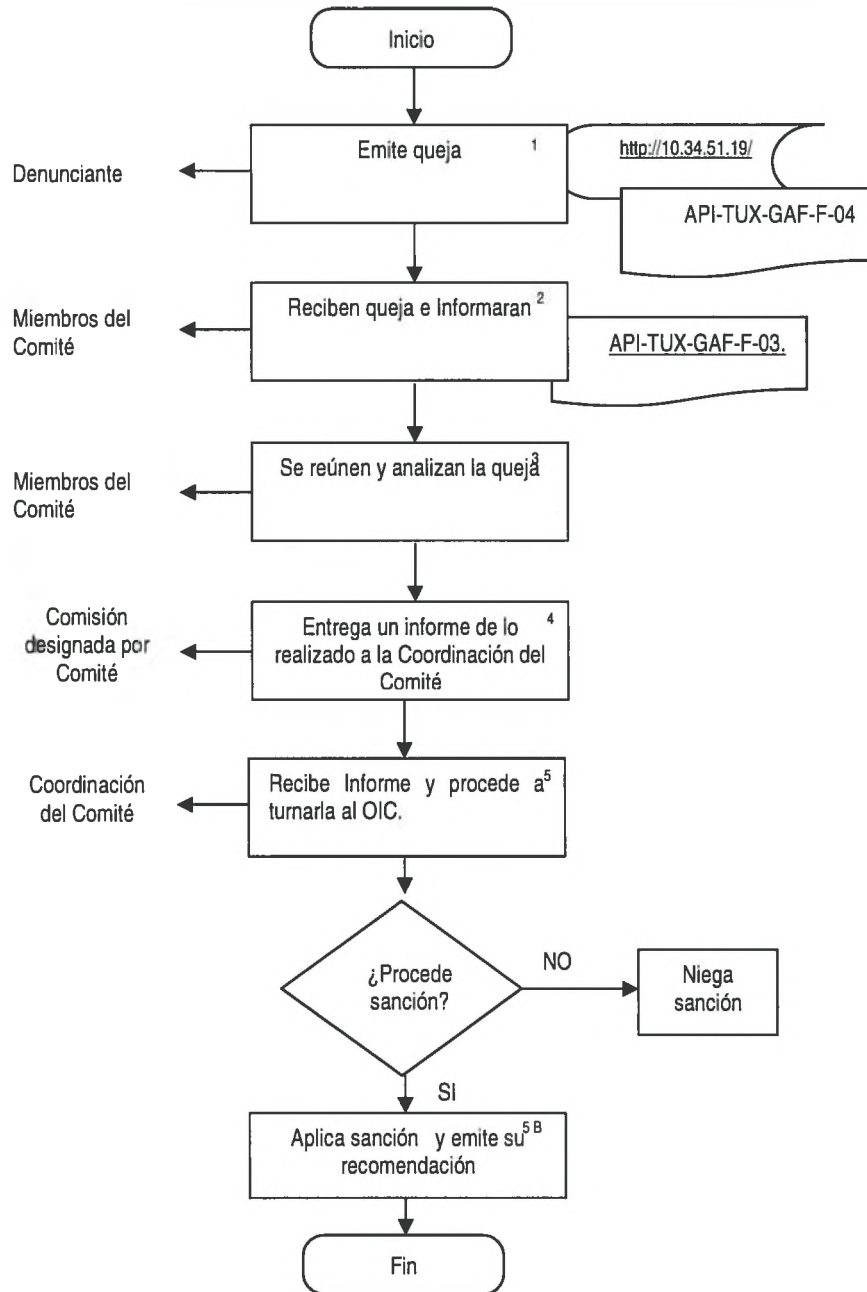 Inicio
Emite queja 1
http://10.34.51.19/
Denunciante
API-TUX-GAF-F-04
Reciben queja e Informaran 2
Miembros del
Comité
API-TUX-GAF-F-03.
Se reúnen y analizan la queja 3
Miembros del
Comité
Comisión
designada por
Comité
Entrega un informe de lo 4
realizado a la Coordinación del
Comité
Coordinación
del Comité
Recibe Informe y procede a 5
turnarla al OIC.
¿Procede
sanción?
NO
Niega
sanción
SI
Aplica sanción y emite su 5 B
recomendación
Fin